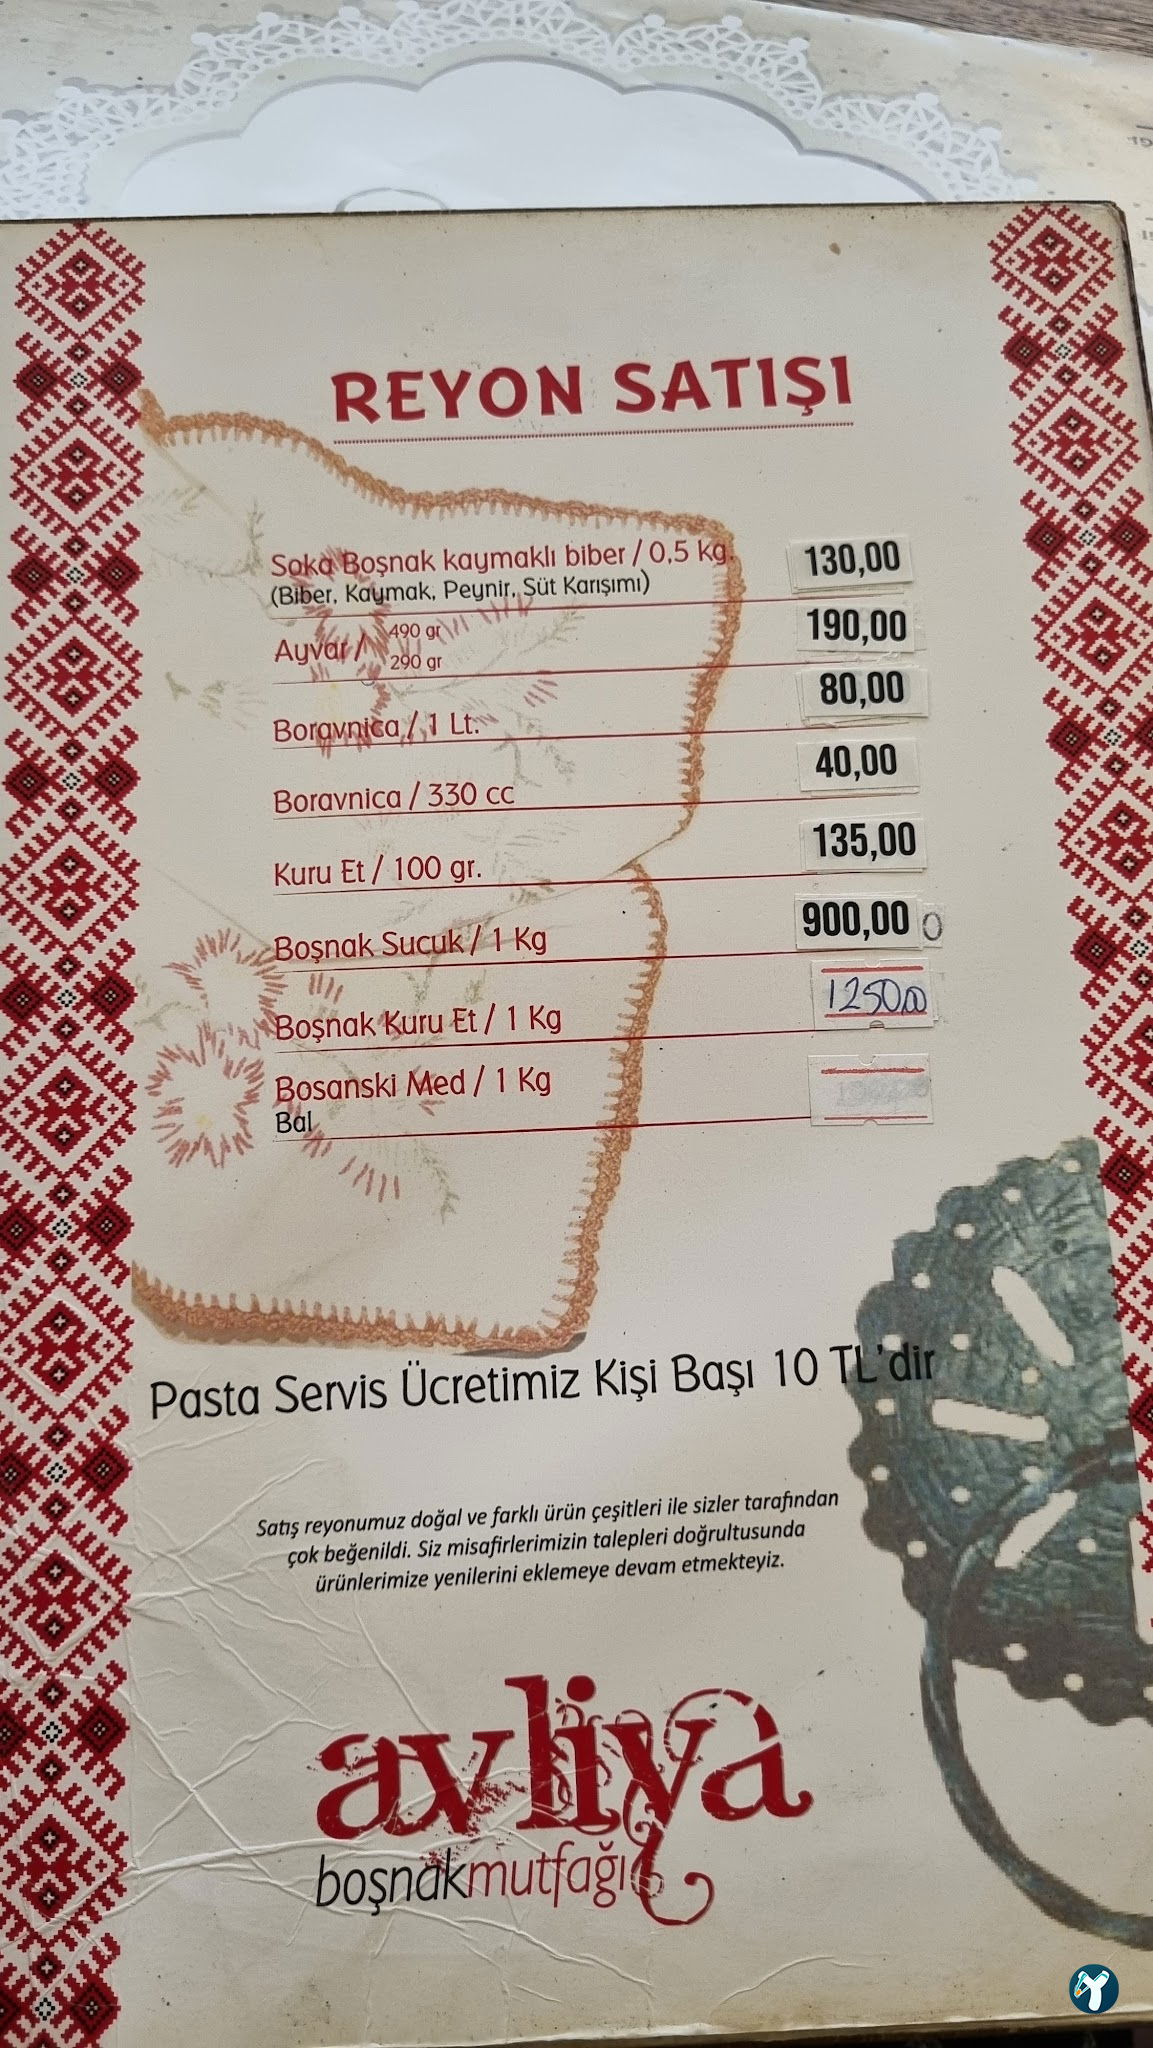 REYON SATIŞI
Soka Boşnak kaymaklı biber / 0,5 kg. 130,00
(Biber, Kaymak, Peynir, Süt Karışımı)
Ayvar / 490 gr 190,00
290 gr
Boravnica / 1 Lt. 80,00
Boravnica / 330 cc 40,00
Kuru Et / 100 gr. 135,00
Boşnak Sucuk / 1 Kg 900,00 0
Boşnak Kuru Et / 1 Kg 1250,00
Bosanski Med / 1 Kg
Bal
Pasta Servis Ücretimiz Kişi Başı 10 TL'dir
Satış reyonumuz doğal ve farklı ürün çeşitleri ile sizler tarafından
çok beğenildi. Siz misafirlerimizin talepleri doğrultusunda
ürünlerimize yenilerini eklemeye devam etmekteyiz.
avliya
boşnakmutfağı